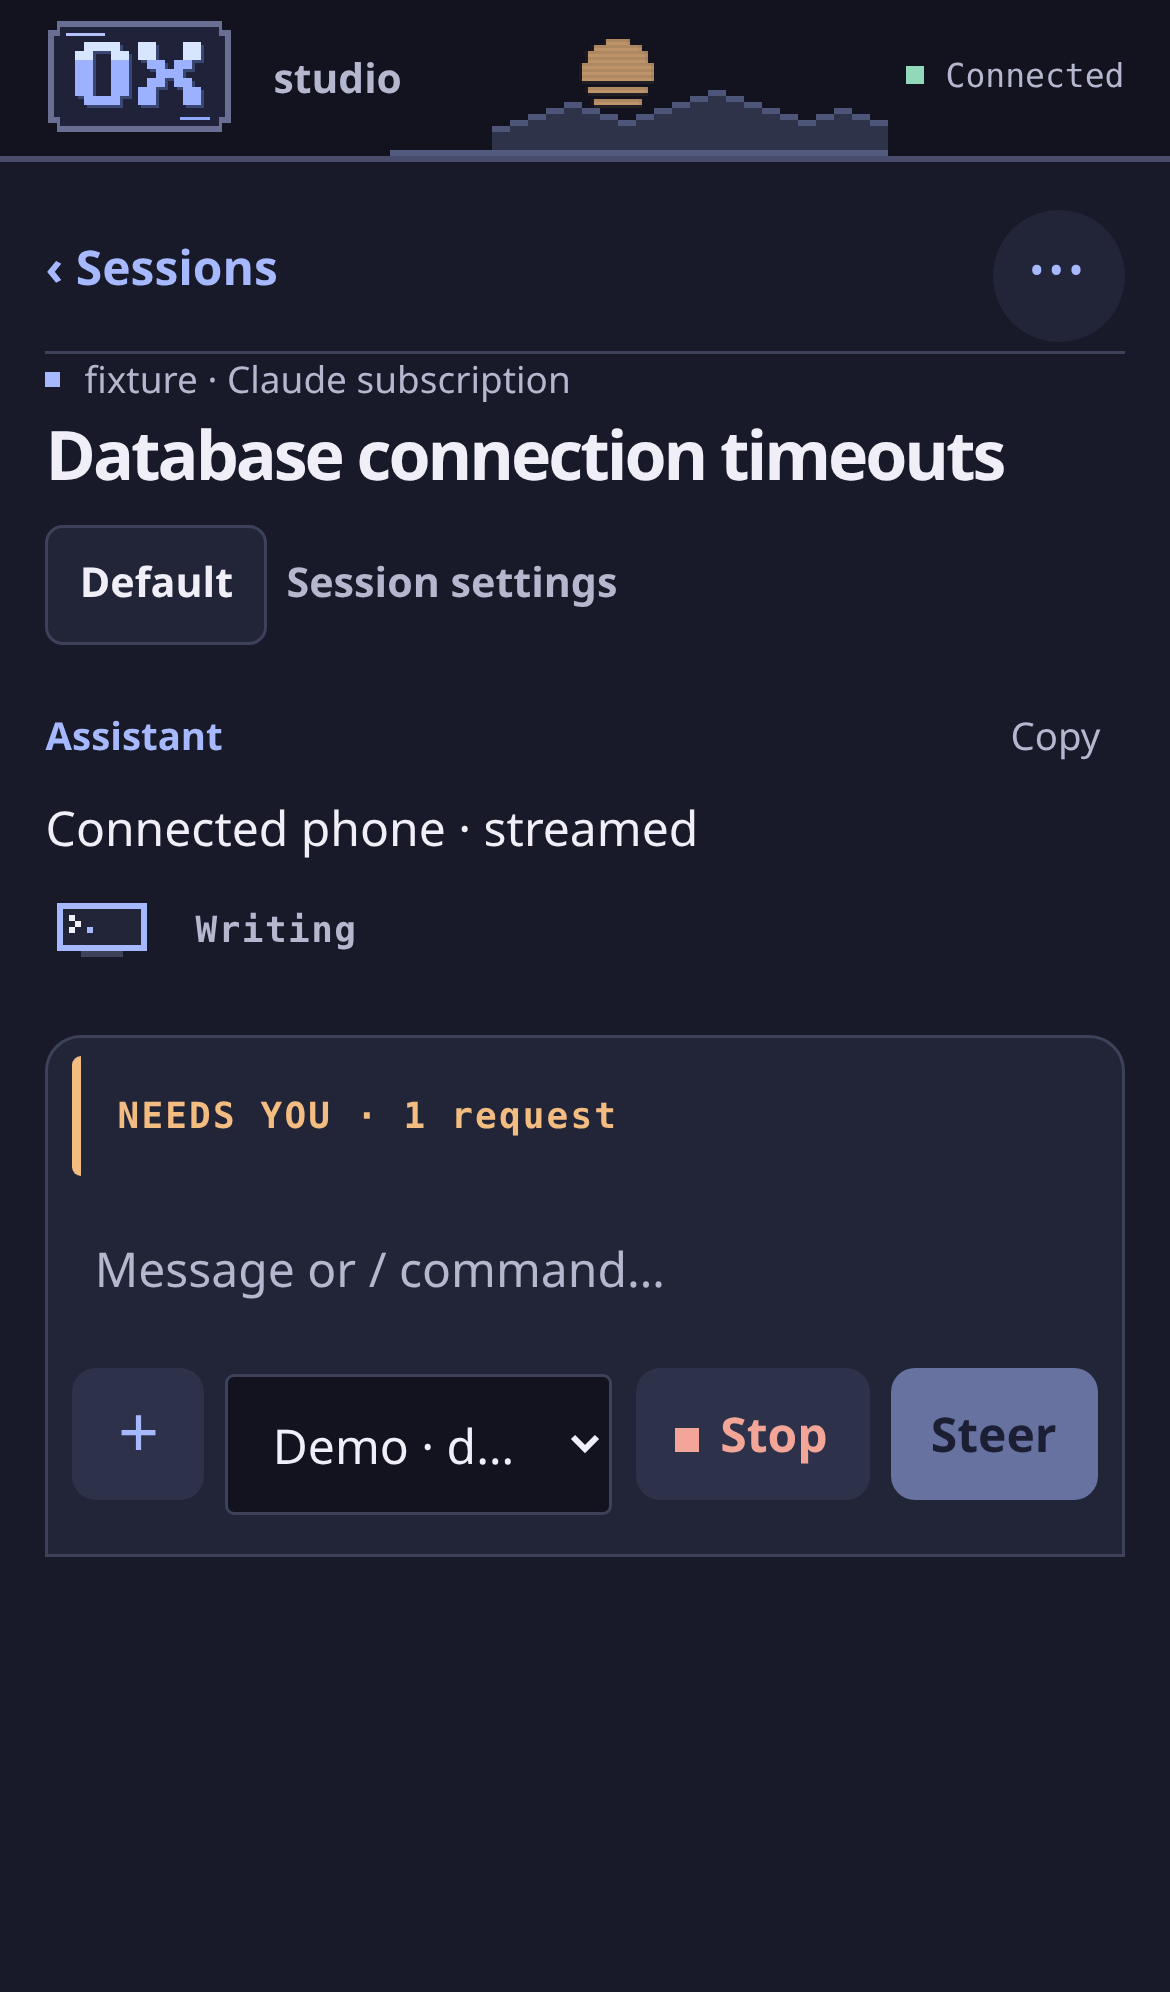 OX studio Connected
‹ Sessions ...
fixture · Claude subscription
Database connection timeouts
Default Session settings
Assistant Copy
Connected phone · streamed
Writing
NEEDS YOU · 1 request
Message or / command...
+ Demo · d... Stop Steer